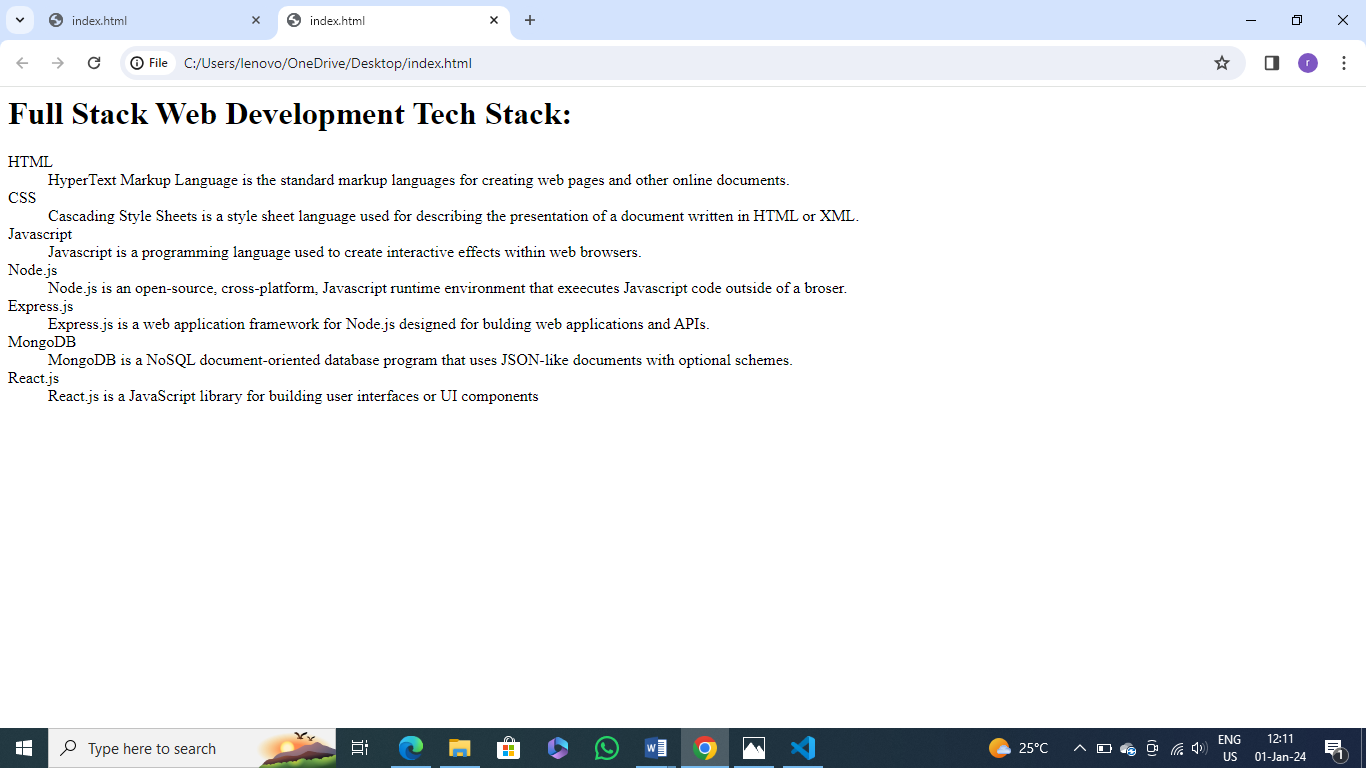 index.html
index.html
File
C:/Users/lenovo/OneDrive/Desktop/index.html
r
Full Stack Web Development Tech Stack:
HTML
HyperText Markup Language is the standard markup languages for creating web pages and other online documents.
CSS
Cascading Style Sheets is a style sheet language used for describing the presentation of a document written in HTML or XML.
Javascript
Javascript is a programming language used to create interactive effects within web browsers.
Node.js
Node.js is an open-source, cross-platform, Javascript runtime environment that exeecutes Javascript code outside of a broser.
Express.js
Express.js is a web application framework for Node.js designed for bulding web applications and APIs.
MongoDB
MongoDB is a NoSQL document-oriented database program that uses JSON-like documents with optional schemes.
React.js
React.js is a JavaScript library for building user interfaces or UI components
Type here to search
W
25°C
ENG
US
12:11
01-Jan-24
1